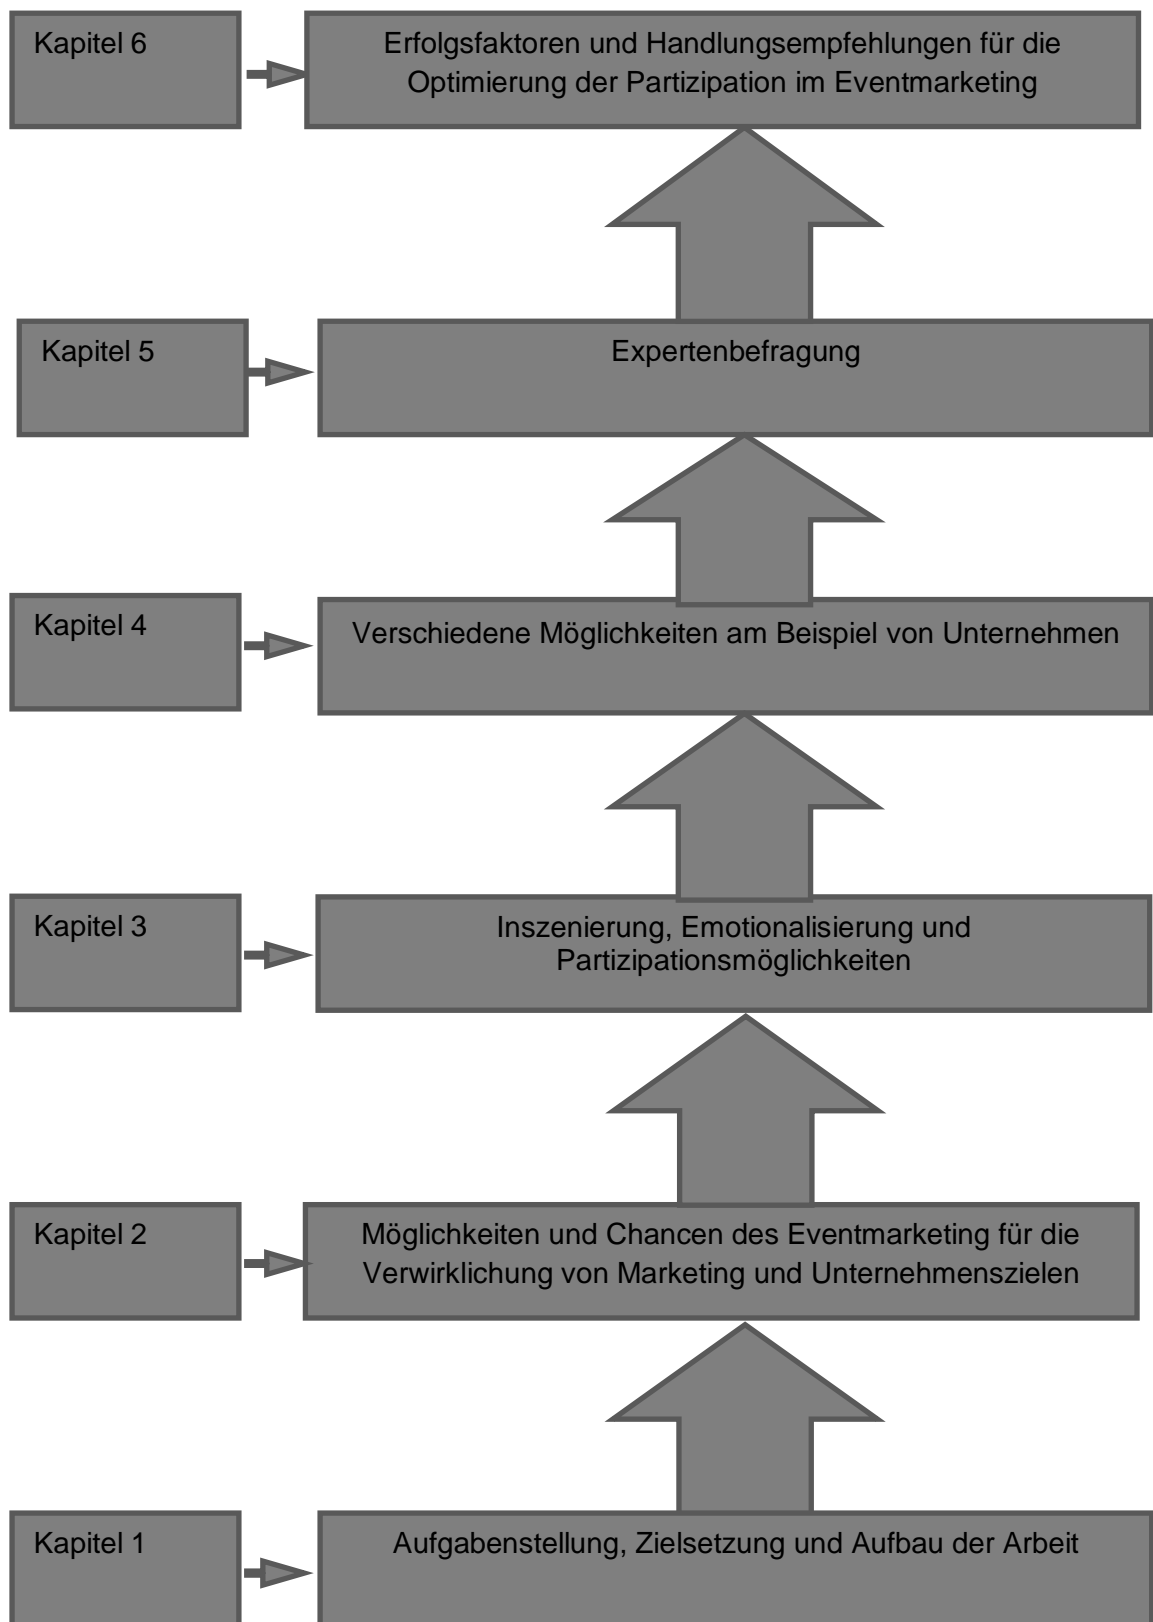 Kapitel 6
Erfolgsfaktoren und Handlungsempfehlungen für die
Optimierung der Partizipation im Eventmarketing
Kapitel 5
Expertenbefragung
Kapitel 4
Verschiedene Möglichkeiten am Beispiel von Unternehmen
Kapitel 3
Inszenierung, Emotionalisierung und
Partizipationsmöglichkeiten
Kapitel 2
Möglichkeiten und Chancen des Eventmarketing für die
Verwirklichung von Marketing und Unternehmenszielen
Kapitel 1
Aufgabenstellung, Zielsetzung und Aufbau der Arbeit